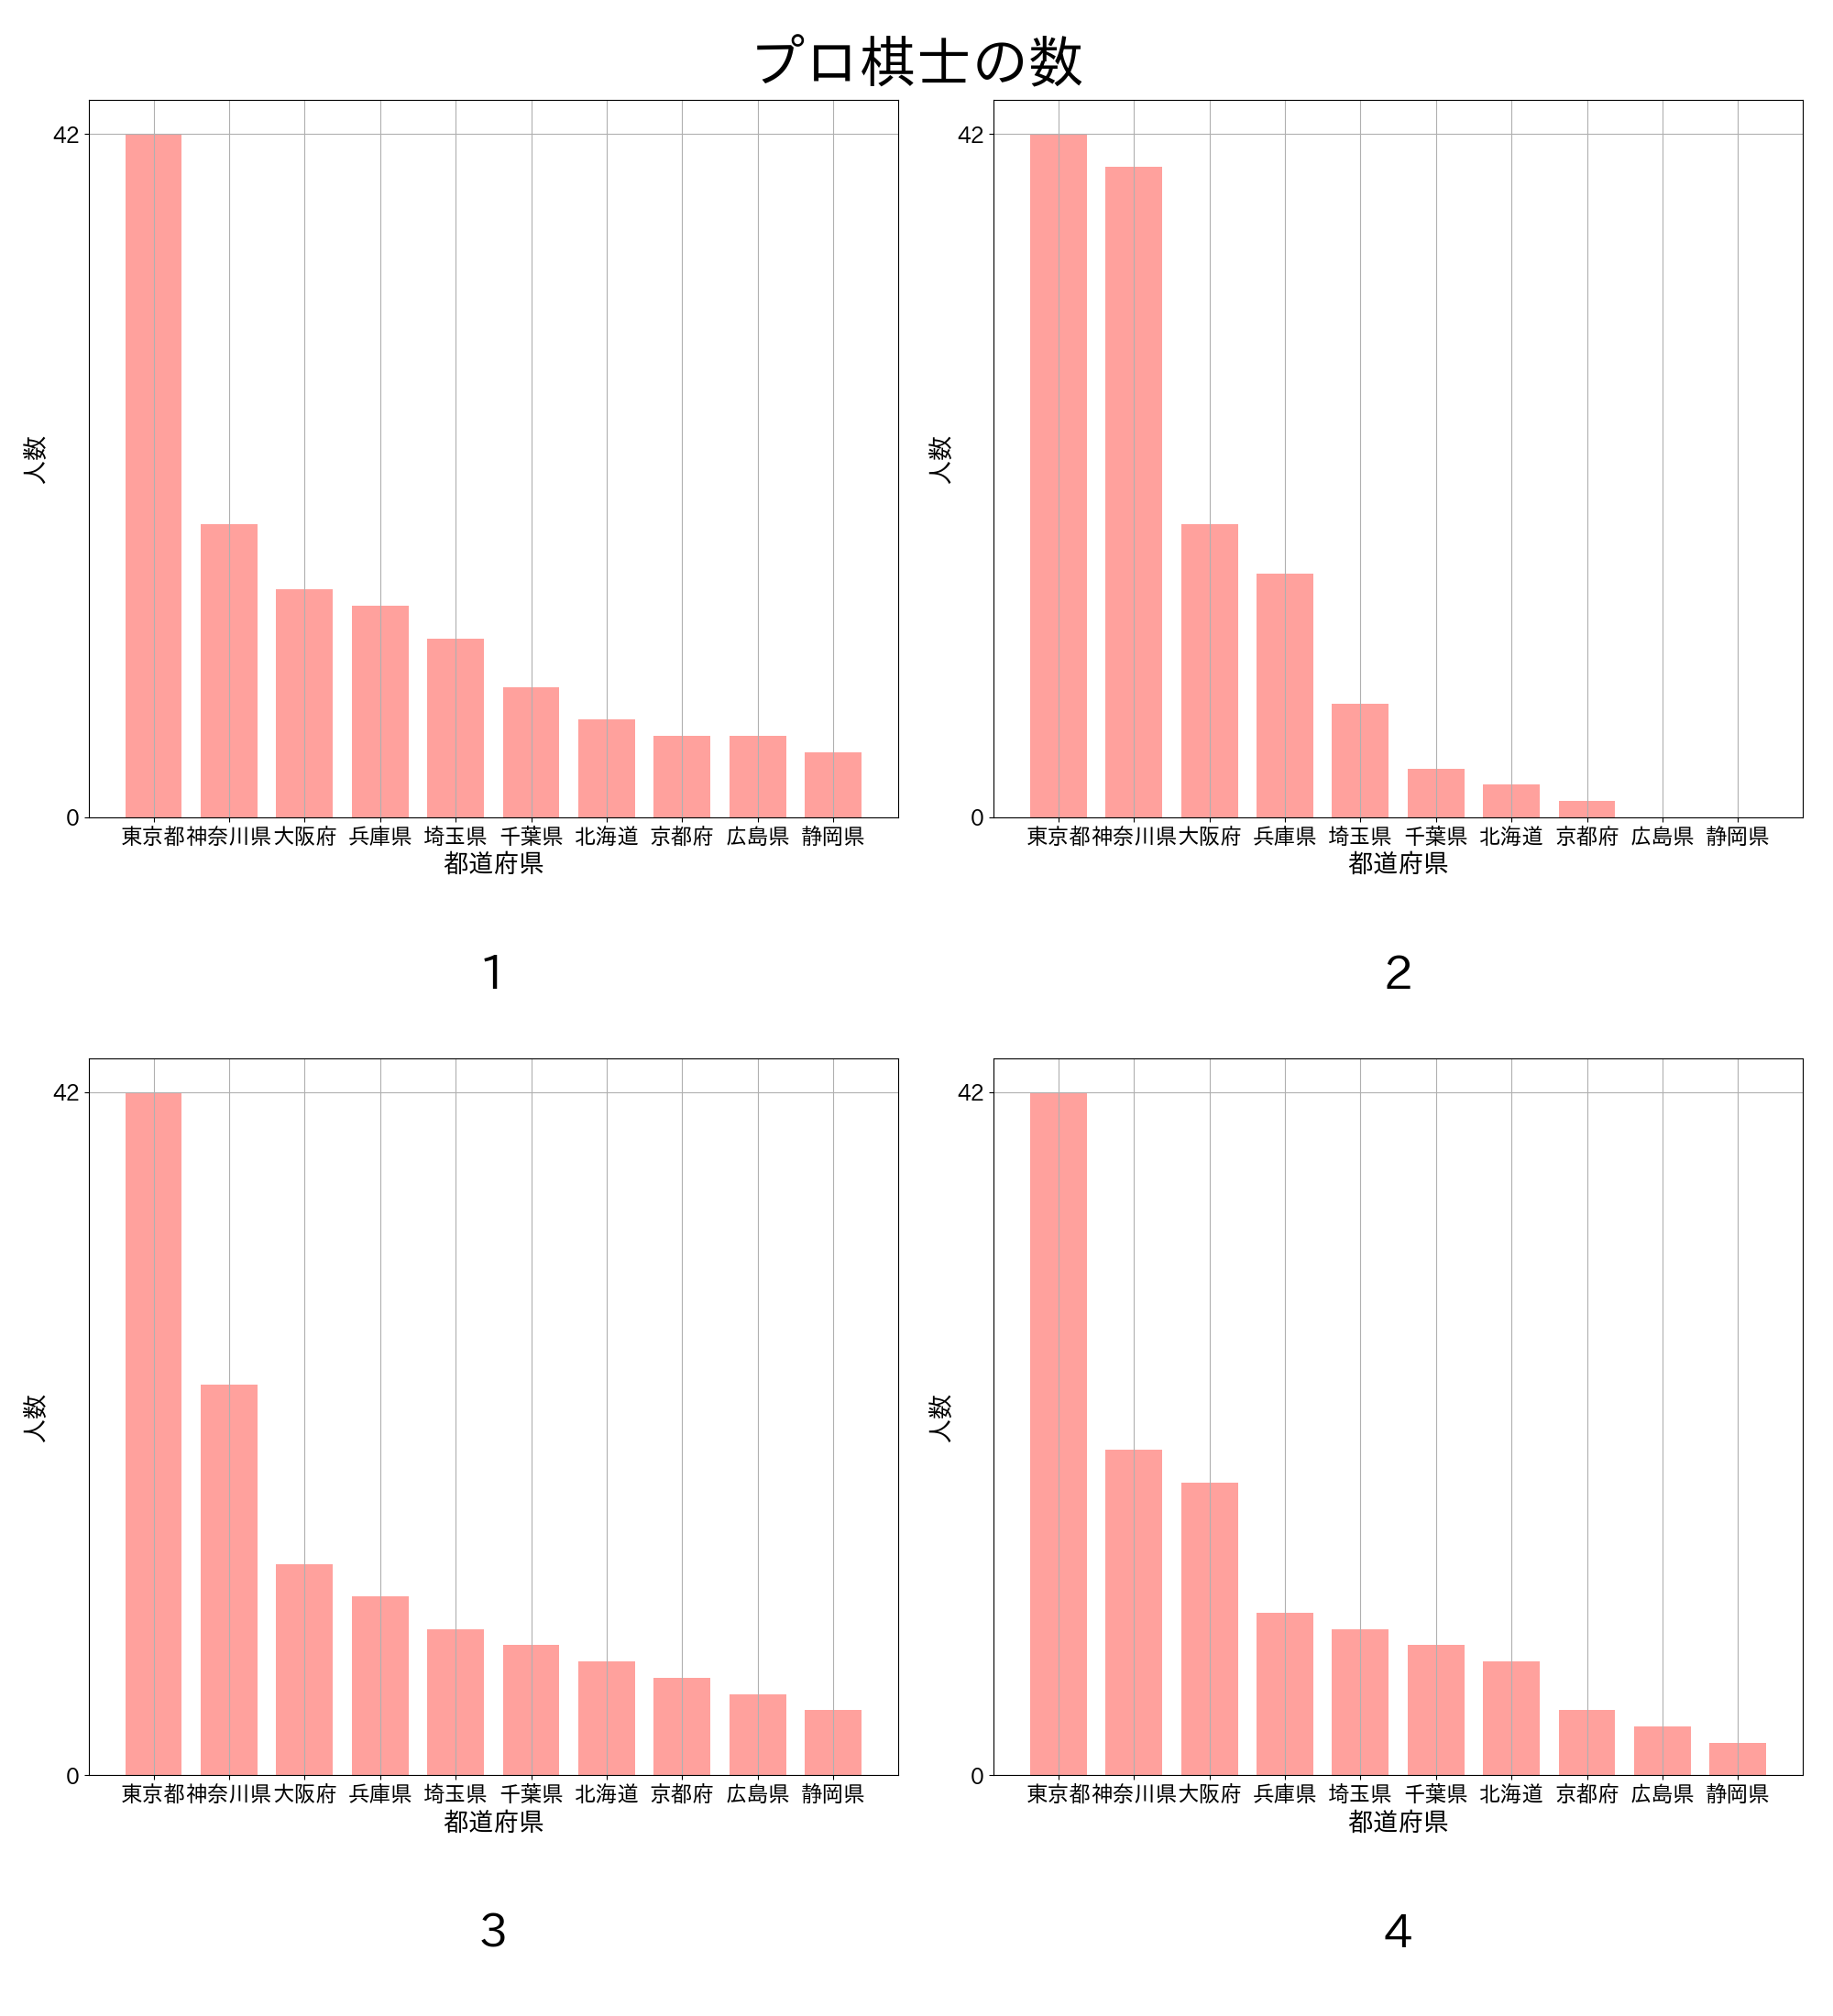 プロ棋士の数
42
0
人数
東京都 神奈川県 大阪府 兵庫県 埼玉県 千葉県 北海道 京都府 広島県 静岡県
都道府県
1
42
0
人数
東京都 神奈川県 大阪府 兵庫県 埼玉県 千葉県 北海道 京都府 広島県 静岡県
都道府県
2
42
0
人数
東京都 神奈川県 大阪府 兵庫県 埼玉県 千葉県 北海道 京都府 広島県 静岡県
都道府県
3
42
0
人数
東京都 神奈川県 大阪府 兵庫県 埼玉県 千葉県 北海道 京都府 広島県 静岡県
都道府県
4